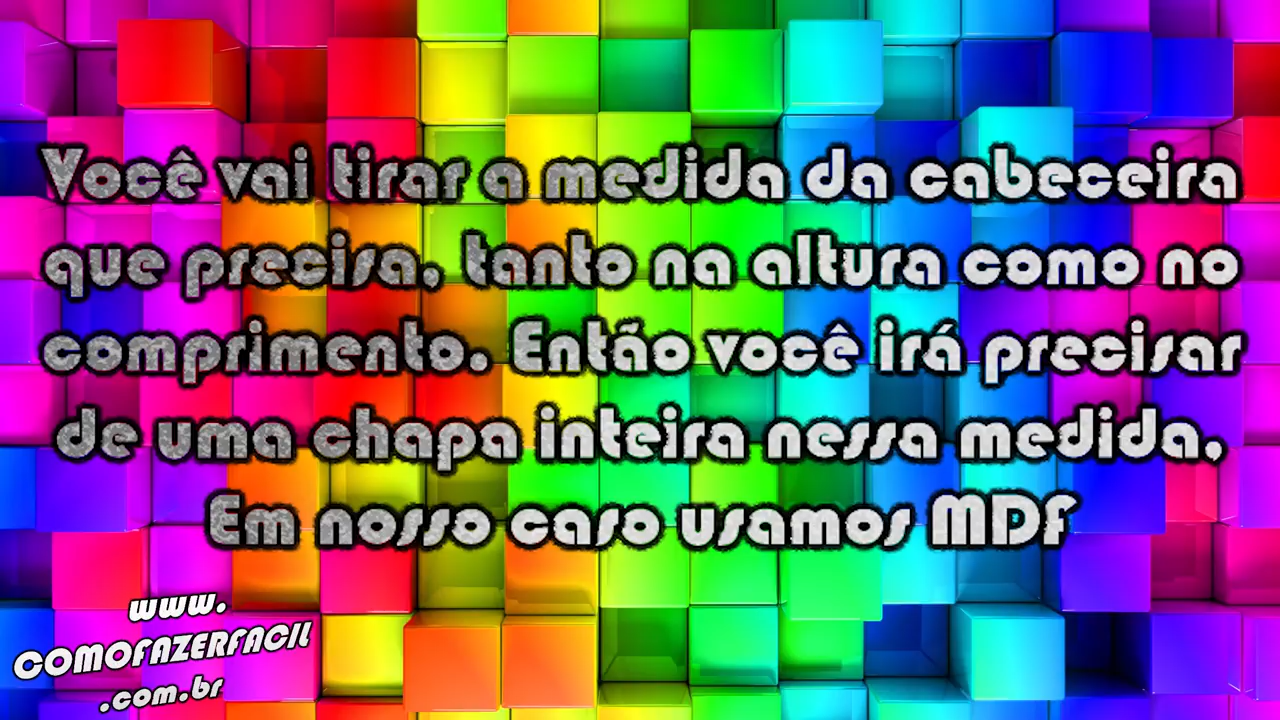 Você vai tirar a medida da cabeceira
que precisa, tanto na altura como no
comprimento. Então você irá precisar
de uma chapa inteira nessa medida,
Em nosso caso usamos MDF
www.
COMOFAZERFACIL
.com.br